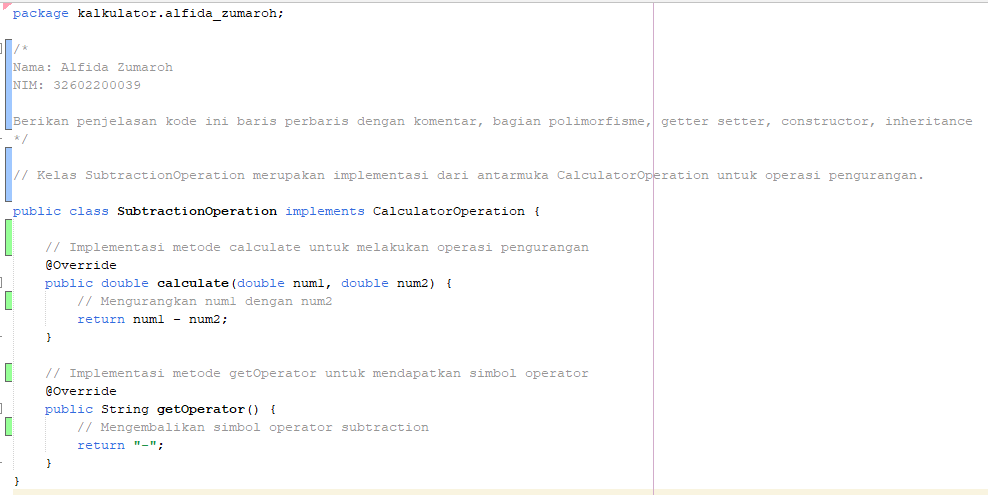 package kalkulator.alfida_zumaroh;
/*
Nama: Alfida Zumaroh
NIM: 32602200039
Berikan penjelasan kode ini baris perbaris dengan komentar, bagian polimorfisme, getter setter, constructor, inheritance
*/
// Kelas SubtractionOperation merupakan implementasi dari antarmuka CalculatorOperation untuk operasi pengurangan.
public class SubtractionOperation implements CalculatorOperation {
// Implementasi metode calculate untuk melakukan operasi pengurangan
@Override
public double calculate(double num1, double num2) {
// Mengurangkan num1 dengan num2
return num1 - num2;
}
// Implementasi metode getOperator untuk mendapatkan simbol operator
@Override
public String getOperator() {
// Mengembalikan simbol operator subtraction
return "-";
}
}